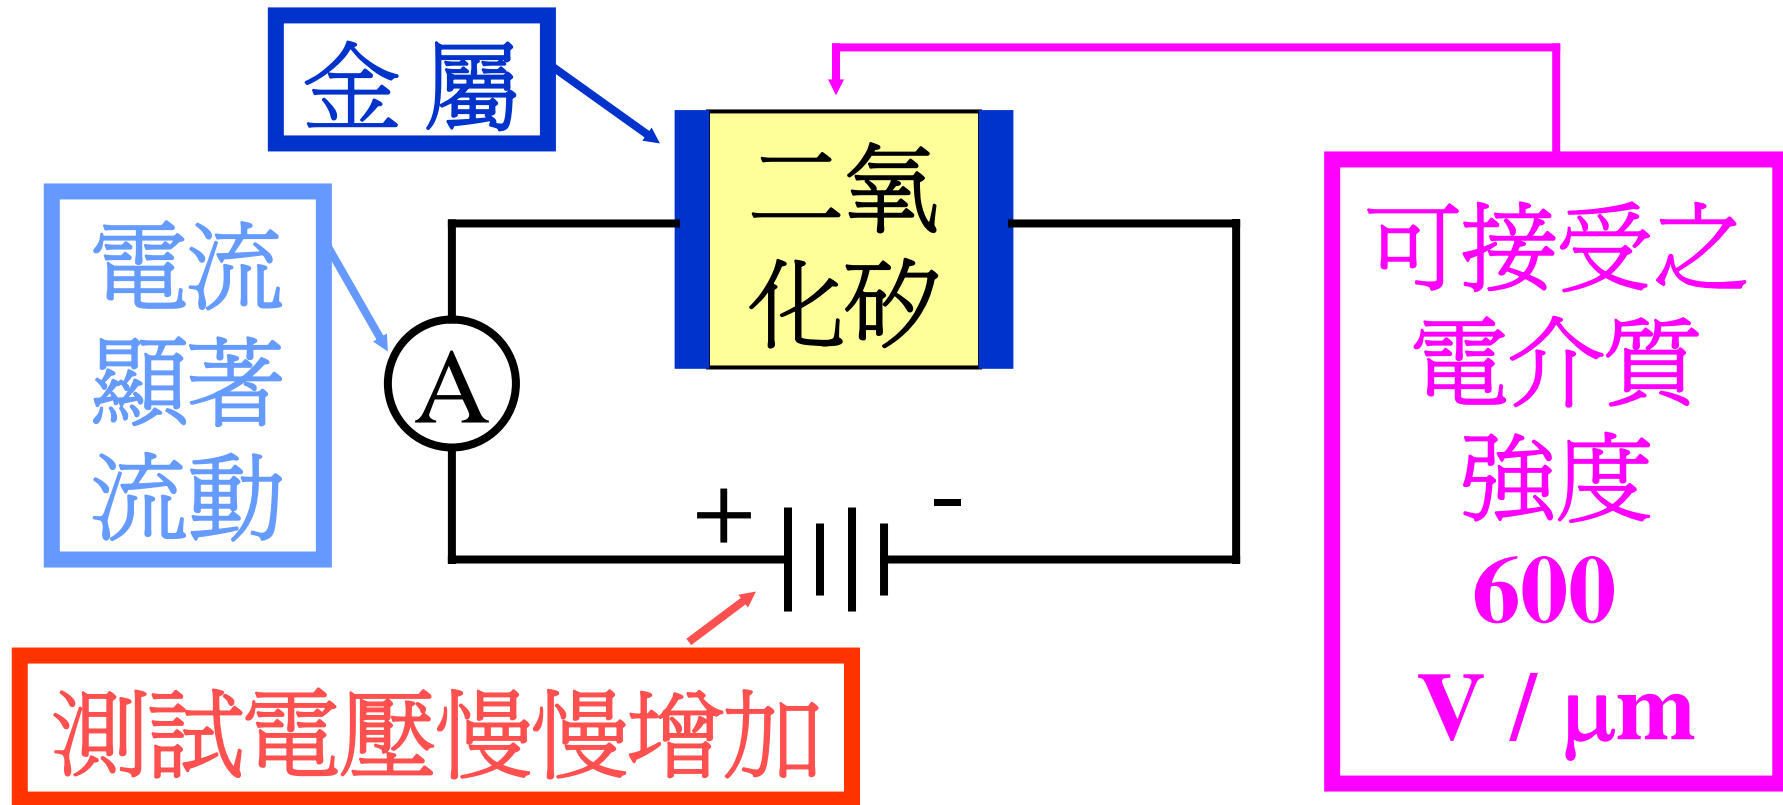 金屬
二氧
化矽
電流
顯著
流動
A
+
-
可接受之
電介質
強度
600
V / μm
測試電壓慢慢增加